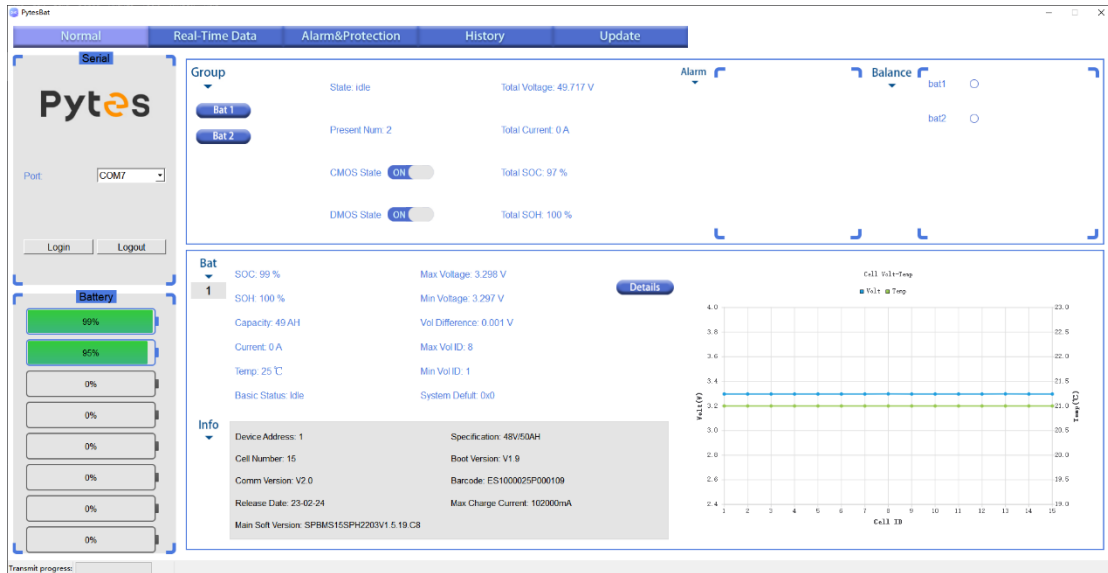 PytesBat
Normal
Real-Time Data
Alarm&Protection
History
Update
Serial
Pytes
Port:
COM7
Login
Logout
Battery
99%
95%
0%
0%
0%
0%
0%
0%
Transmit progress:
Group
Bat 1
Bat 2
State: idle
Total Voltage: 49.717 V
Present Num: 2
Total Current: 0 A
CMOS State ON
Total SOC: 97 %
DMOS State ON
Total SOH: 100 %
Alarm
Balance
bat1
bat2
Bat
1
SOC: 99 %
Max Voltage: 3.298 V
SOH: 100 %
Min Voltage: 3.297 V
Capacity: 49 AH
Vol Difference: 0.001 V
Current: 0 A
Max Vol ID: 8
Temp: 25 ℃
Min Vol ID: 1
Basic Status: Idle
System Defult: 0x0
Details
Info
Device Address: 1
Specification: 48V/50AH
Cell Number: 15
Boot Version: V1.9
Comm Version: V2.0
Barcode: ES1000025P000109
Release Date: 23-02-24
Max Charge Current: 102000mA
Main Soft Version: SPBMS15SPH2203V1.5.19.C8
Cell Volt-Temp
Volt Temp
4.0
3.8
3.6
3.4
3.2
3.0
2.8
2.6
2.4
Volt(V)
23.0
22.5
22.0
21.5
21.0
20.5
20.0
19.5
19.0
Temp(℃)
1 2 3 4 5 6 7 8 9 10 11 12 13 14 15
Cell ID